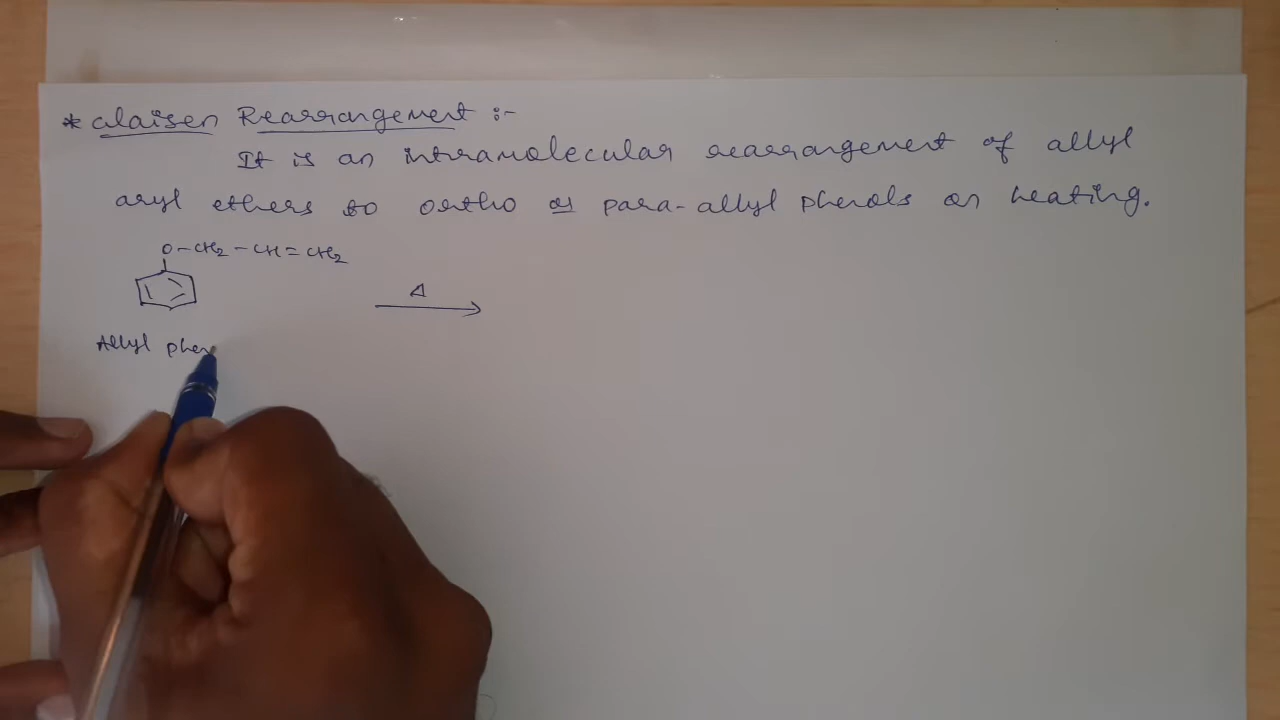 * Claisen Rearrangement :-
It is an intramolecular rearrangement of allyl
aryl ethers to ortho or para-allyl phenols on heating.
O-CH2-CH=CH2
Δ
Allyl phen